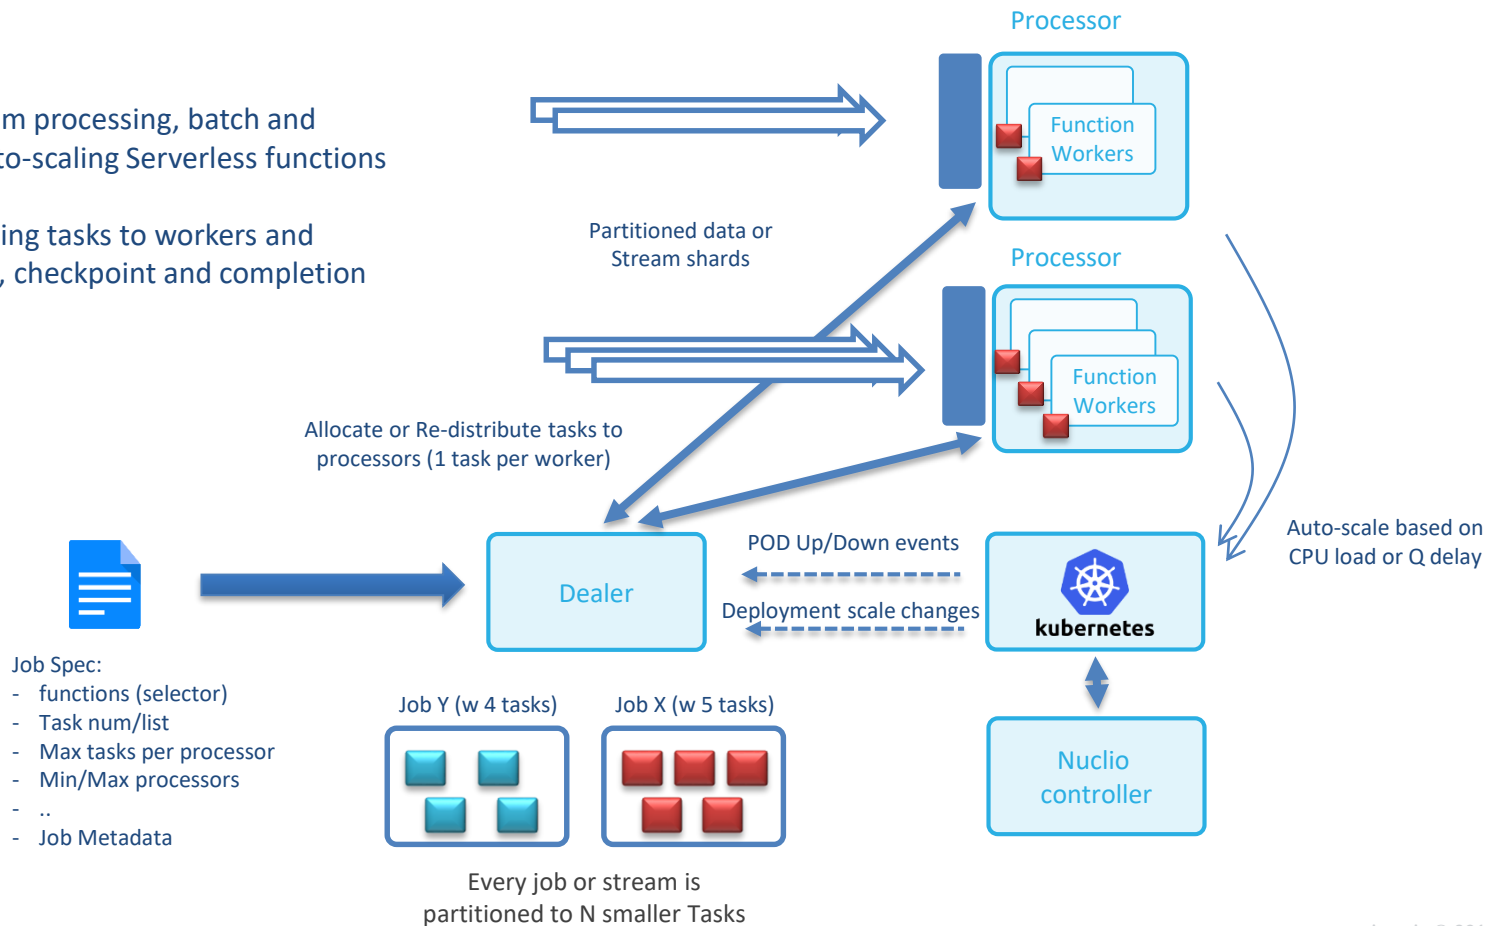 Processor
m processing, batch and
to-scaling Serverless functions
ing tasks to workers and
, checkpoint and completion
Function
Workers
Partitioned data or
Stream shards
Processor
Function
Workers
Allocate or Re-distribute tasks to
processors (1 task per worker)
Auto-scale based on
CPU load or Q delay
POD Up/Down events
Dealer
Deployment scale changes
kubernetes
Job Spec:
- functions (selector)
- Task num/list
- Max tasks per processor
- Min/Max processors
- ..
- Job Metadata
Job Y (w 4 tasks)
Job X (w 5 tasks)
Nuclio
controller
Every job or stream is
partitioned to N smaller Tasks